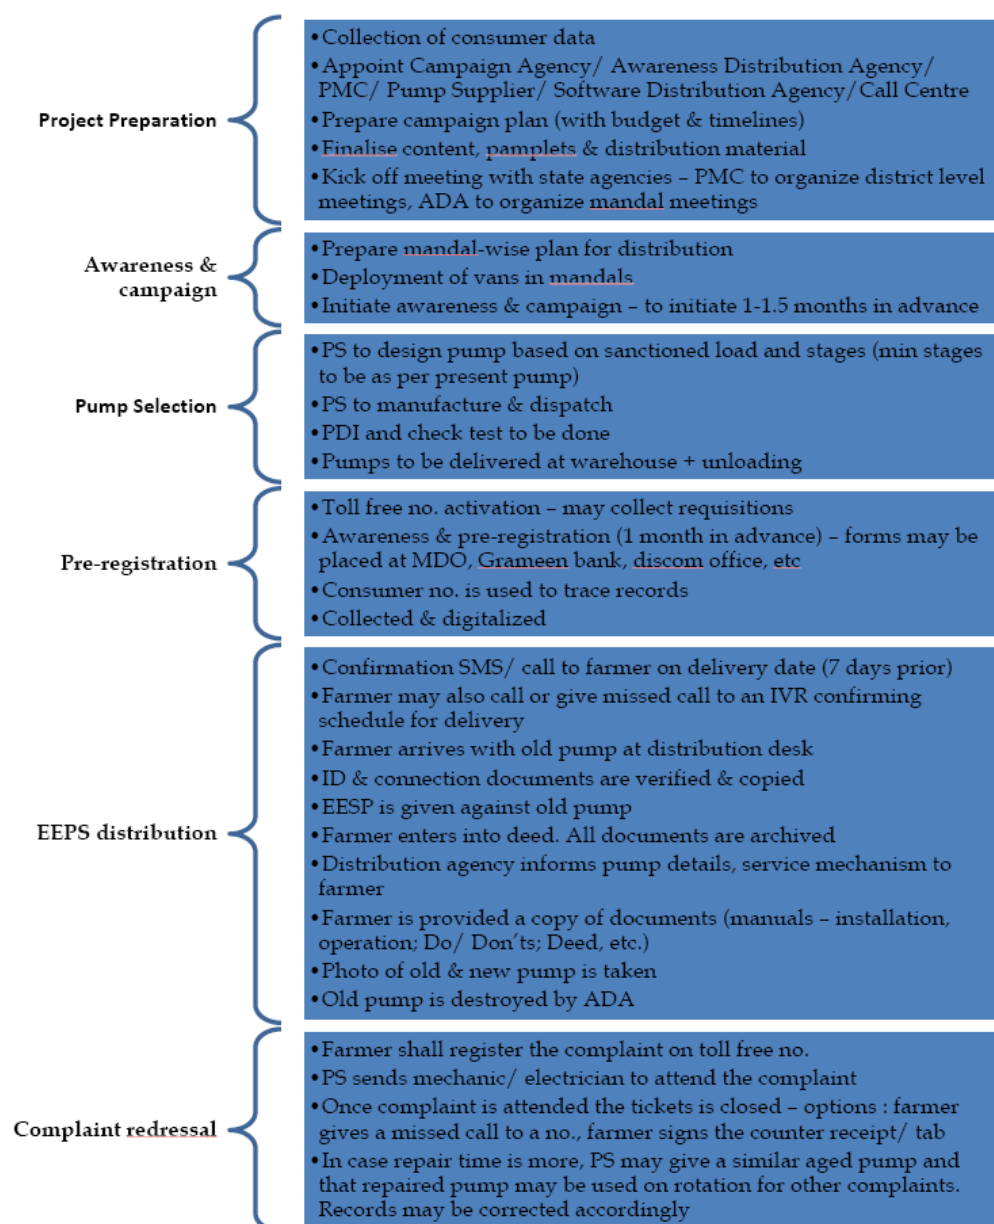 Project Preparation
•Collection of consumer data
•Appoint Campaign Agency/ Awareness Distribution Agency/
PMC/ Pump Supplier/ Software Distribution Agency/Call Centre
•Prepare campaign plan (with budget & timelines)
•Finalise content, pamplets & distribution material
•Kick off meeting with state agencies – PMC to organize district level
meetings, ADA to organize mandal meetings
Awareness &
campaign
•Prepare mandal-wise plan for distribution
•Deployment of vans in mandals
•Initiate awareness & campaign – to initiate 1-1.5 months in advance
Pump Selection
•PS to design pump based on sanctioned load and stages (min stages
to be as per present pump)
•PS to manufacture & dispatch
•PDI and check test to be done
•Pumps to be delivered at warehouse + unloading
Pre-registration
•Toll free no. activation – may collect requisitions
•Awareness & pre-registration (1 month in advance) – forms may be
placed at MDO, Grameen bank, discom office, etc
•Consumer no. is used to trace records
•Collected & digitalized
EEPS distribution
•Confirmation SMS/ call to farmer on delivery date (7 days prior)
•Farmer may also call or give missed call to an IVR confirming
schedule for delivery
•Farmer arrives with old pump at distribution desk
•ID & connection documents are verified & copied
•EESP is given against old pump
•Farmer enters into deed. All documents are archived
•Distribution agency informs pump details, service mechanism to
farmer
•Farmer is provided a copy of documents (manuals – installation,
operation; Do/ Don'ts; Deed, etc.)
•Photo of old & new pump is taken
•Old pump is destroyed by ADA
Complaint redressal
•Farmer shall register the complaint on toll free no.
•PS sends mechanic/ electrician to attend the complaint
•Once complaint is attended the tickets is closed – options : farmer
gives a missed call to a no., farmer signs the counter receipt/ tab
•In case repair time is more, PS may give a similar aged pump and
that repaired pump may be used on rotation for other complaints.
Records may be corrected accordingly